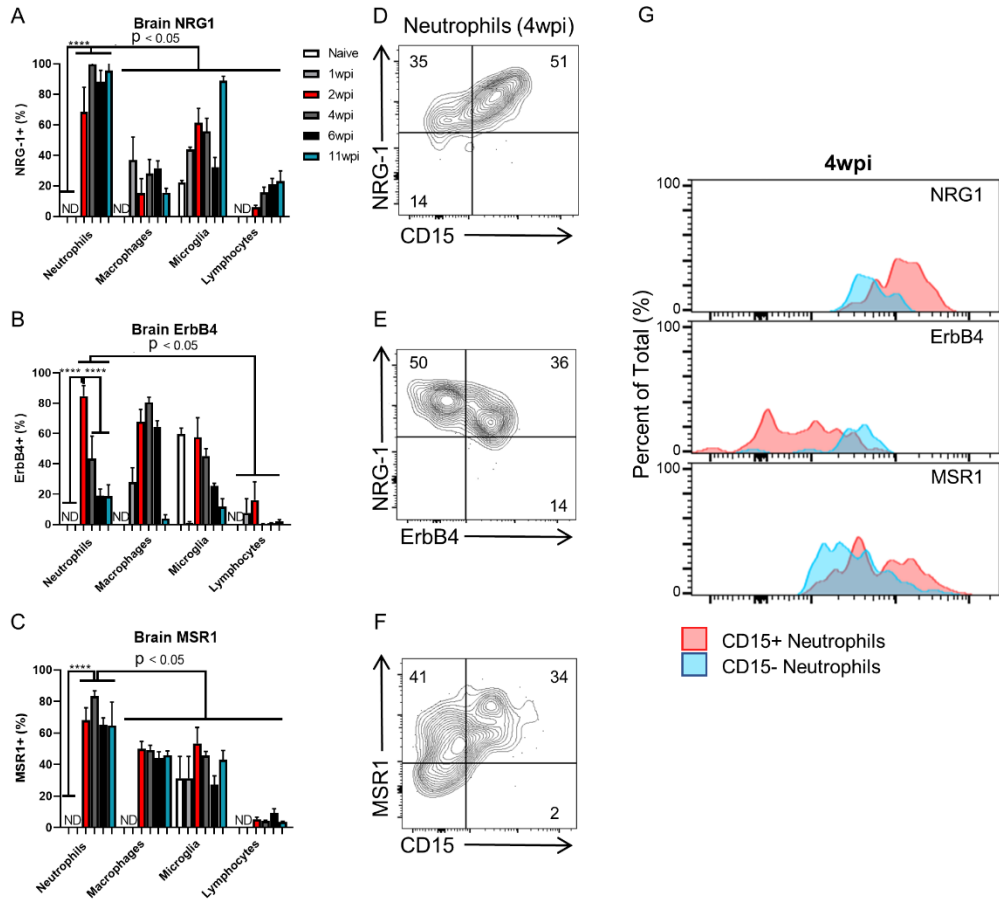 A
Brain NRG1
****
p < 0.05
NRG-1+ (%)
100
80
60
40
20
0
ND
ND
ND
Neutrophils
Macrophages
Microglia
Lymphocytes
Naive
1wpi
2wpi
4wpi
6wpi
11wpi
B
Brain ErbB4
p < 0.05
**** ****
ErbB4+ (%)
100
80
60
40
20
0
ND
ND
ND
Neutrophils
Macrophages
Microglia
Lymphocytes
C
Brain MSR1
****
p < 0.05
MSR1+ (%)
100
80
60
40
20
0
ND
ND
ND
Neutrophils
Macrophages
Microglia
Lymphocytes
D
Neutrophils (4wpi)
35
51
14
NRG-1
CD15
E
50
36
14
NRG-1
ErbB4
F
41
34
2
MSR1
CD15
G
4wpi
Percent of Total (%)
100
0
NRG1
100
0
ErbB4
100
0
MSR1
CD15+ Neutrophils
CD15- Neutrophils